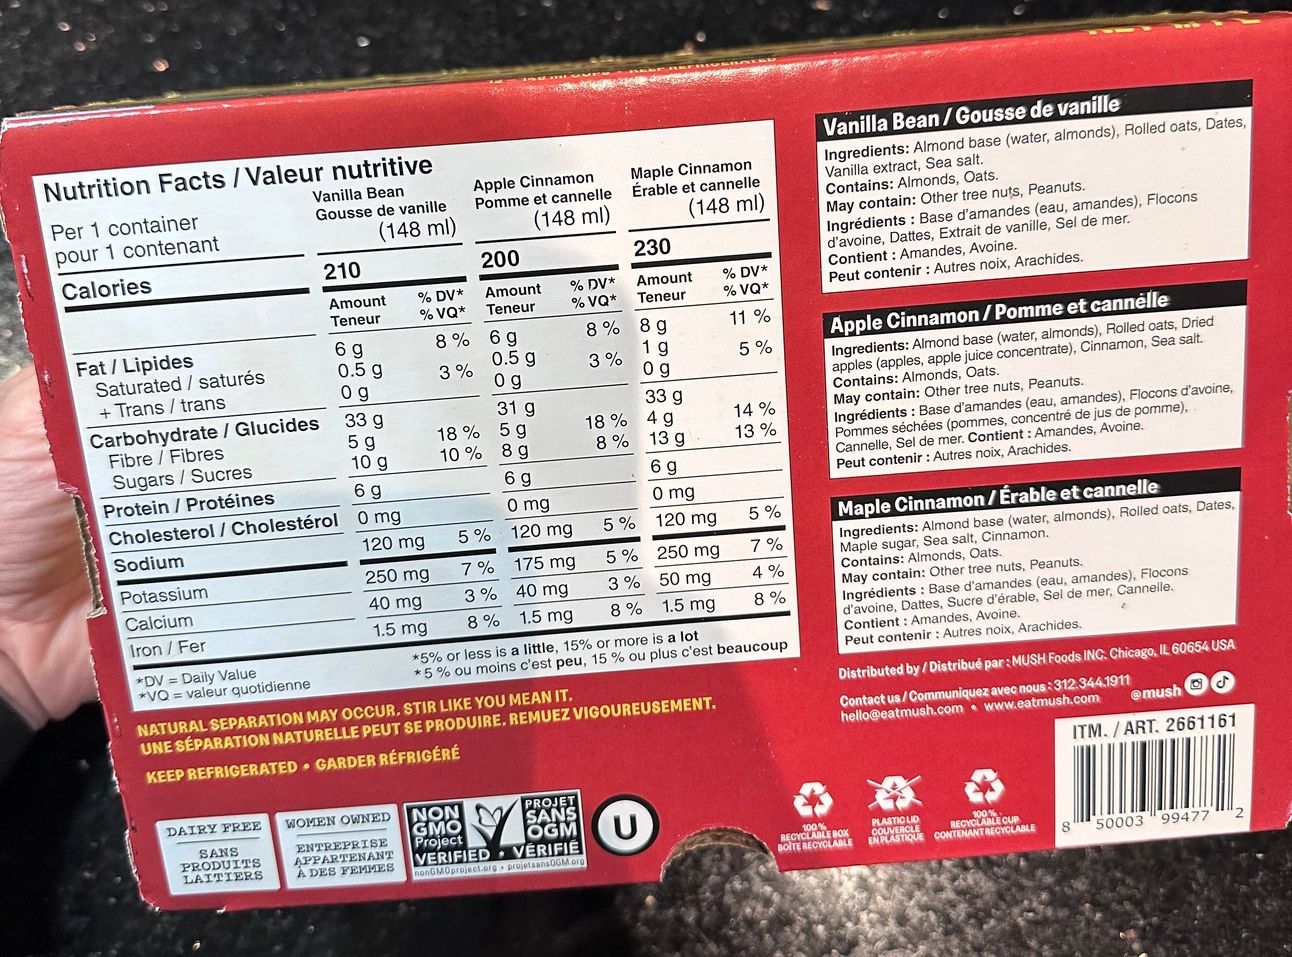 12 - 148 ml CUPS KEEP REFRIGERATED
Nutrition Facts / Valeur nutritive
Per 1 container
pour 1 contenant
Vanilla Bean
Gousse de vanille
(148 ml)
Apple Cinnamon
Pomme et cannelle
(148 ml)
Maple Cinnamon
Érable et cannelle
(148 ml)
Calories 210 200 230
Amount % DV* Amount % DV* Amount % DV*
Teneur % VQ* Teneur % VQ* Teneur % VQ*
Fat / Lipides 6 g 8 % 6 g 8 % 8 g 11 %
Saturated / saturés 0.5 g 3 % 0.5 g 3 % 1 g 5 %
+ Trans / trans 0 g 0 g 0 g
Carbohydrate / Glucides 33 g 31 g 33 g
Fibre / Fibres 5 g 18 % 5 g 18 % 4 g 14 %
Sugars / Sucres 10 g 10 % 8 g 8 % 13 g 13 %
Protein / Protéines 6 g 6 g 6 g
Cholesterol / Cholestérol 0 mg 0 mg 0 mg
Sodium 120 mg 5 % 120 mg 5 % 120 mg 5 %
Potassium 250 mg 7 % 175 mg 5 % 250 mg 7 %
Calcium 40 mg 3 % 40 mg 3 % 50 mg 4 %
Iron / Fer 1.5 mg 8 % 1.5 mg 8 % 1.5 mg 8 %
*DV = Daily Value
*VQ = valeur quotidienne
*5% or less is a little, 15% or more is a lot
*5 % ou moins c'est peu, 15 % ou plus c'est beaucoup
NATURAL SEPARATION MAY OCCUR. STIR LIKE YOU MEAN IT.
UNE SÉPARATION NATURELLE PEUT SE PRODUIRE. REMUEZ VIGOUREUSEMENT.
KEEP REFRIGERATED • GARDER RÉFRIGÉRÉ
DAIRY FREE
SANS
PRODUITS
LAITIERS
WOMEN OWNED
ENTREPRISE
APPARTENANT
À DES FEMMES
NON
GMO
Project
VERIFIED
PROJET
SANS
OGM
VÉRIFIÉ
nonGMOproject.org • projetsansOGM.org
U
Vanilla Bean / Gousse de vanille
Ingredients: Almond base (water, almonds), Rolled oats, Dates,
Vanilla extract, Sea salt.
Contains: Almonds, Oats.
May contain: Other tree nuts, Peanuts.
Ingrédients : Base d'amandes (eau, amandes), Flocons
d'avoine, Dattes, Extrait de vanille, Sel de mer.
Contient : Amandes, Avoine.
Peut contenir : Autres noix, Arachides.
Apple Cinnamon / Pomme et cannelle
Ingredients: Almond base (water, almonds), Rolled oats, Dried
apples (apples, apple juice concentrate), Cinnamon, Sea salt.
Contains: Almonds, Oats.
May contain: Other tree nuts, Peanuts.
Ingrédients : Base d'amandes (eau, amandes), Flocons d'avoine,
Pommes séchées (pommes, concentré de jus de pomme),
Cannelle, Sel de mer. Contient : Amandes, Avoine.
Peut contenir : Autres noix, Arachides.
Maple Cinnamon / Érable et cannelle
Ingredients: Almond base (water, almonds), Rolled oats, Dates,
Maple sugar, Sea salt, Cinnamon.
Contains: Almonds, Oats.
May contain: Other tree nuts, Peanuts.
Ingrédients : Base d'amandes (eau, amandes), Flocons
d'avoine, Dattes, Sucre d'érable, Sel de mer, Cannelle.
Contient : Amandes, Avoine.
Peut contenir : Autres noix, Arachides.
Distributed by / Distribué par : MUSH Foods INC. Chicago, IL 60654 USA
Contact us / Communiquez avec nous : 312.344.1911
hello@eatmush.com • www.eatmush.com @mush
100%
RECYCLABLE BOX
BOÎTE RECYCLABLE
PLASTIC LID
COUVERCLE
EN PLASTIQUE
100%
RECYCLABLE CUP
CONTENANT RECYCLABLE
ITM. / ART. 2661161
8 50003 99477 2